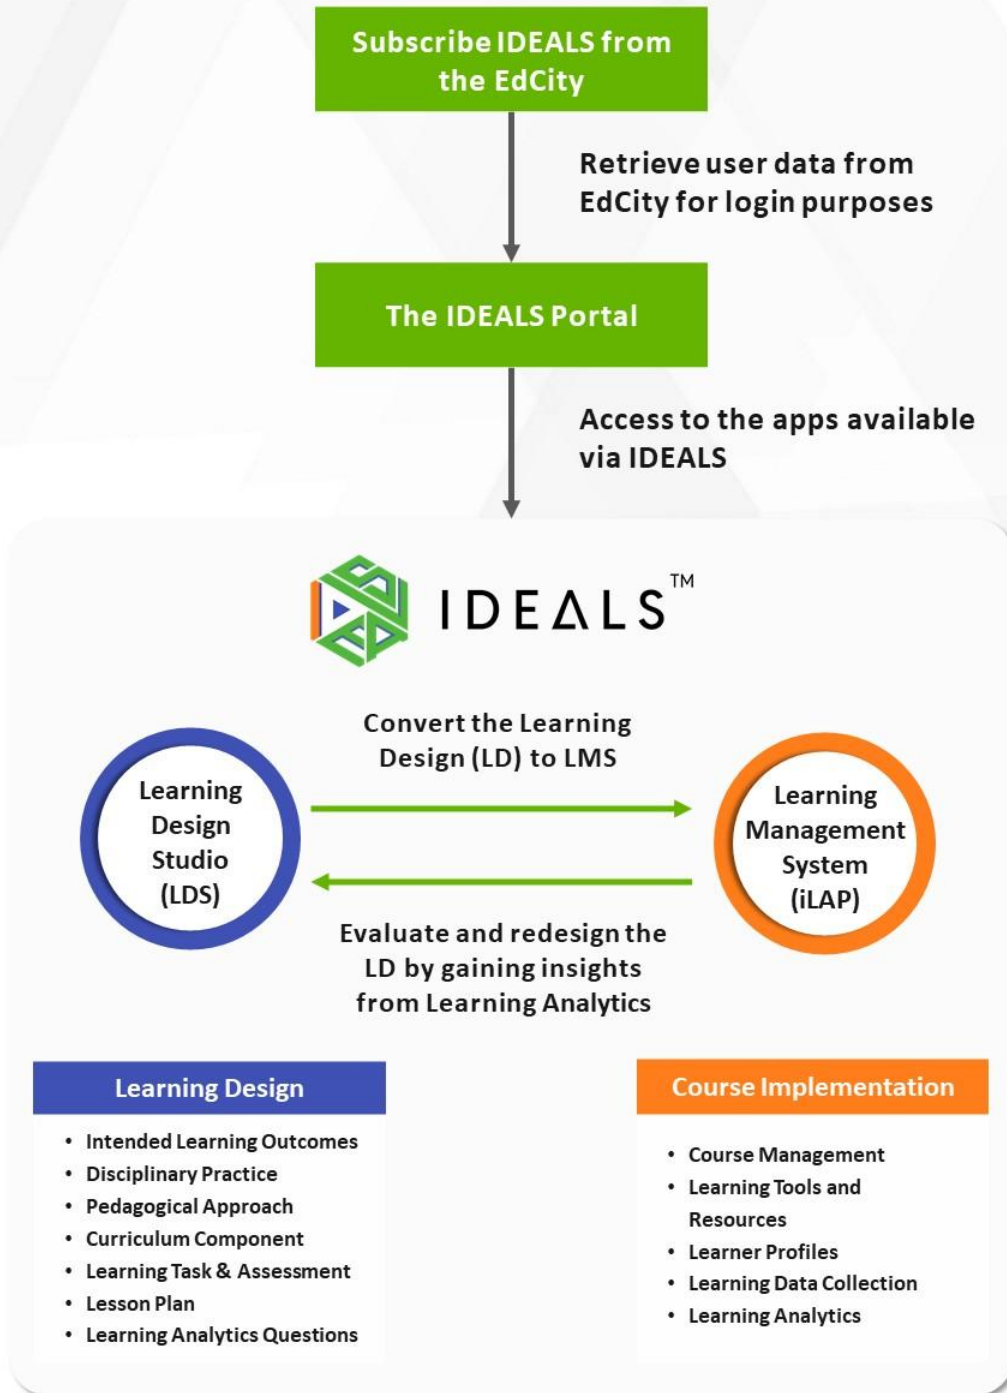 Subscribe IDEALS from
the EdCity
Retrieve user data from
EdCity for login purposes
The IDEALS Portal
Access to the apps available
via IDEALS
IDEALS™
Convert the Learning
Design (LD) to LMS
Learning
Design
Studio
(LDS)
Learning
Management
System
(iLAP)
Evaluate and redesign the
LD by gaining insights
from Learning Analytics
Learning Design
• Intended Learning Outcomes
• Disciplinary Practice
• Pedagogical Approach
• Curriculum Component
• Learning Task & Assessment
• Lesson Plan
• Learning Analytics Questions
Course Implementation
• Course Management
• Learning Tools and
Resources
• Learner Profiles
• Learning Data Collection
• Learning Analytics